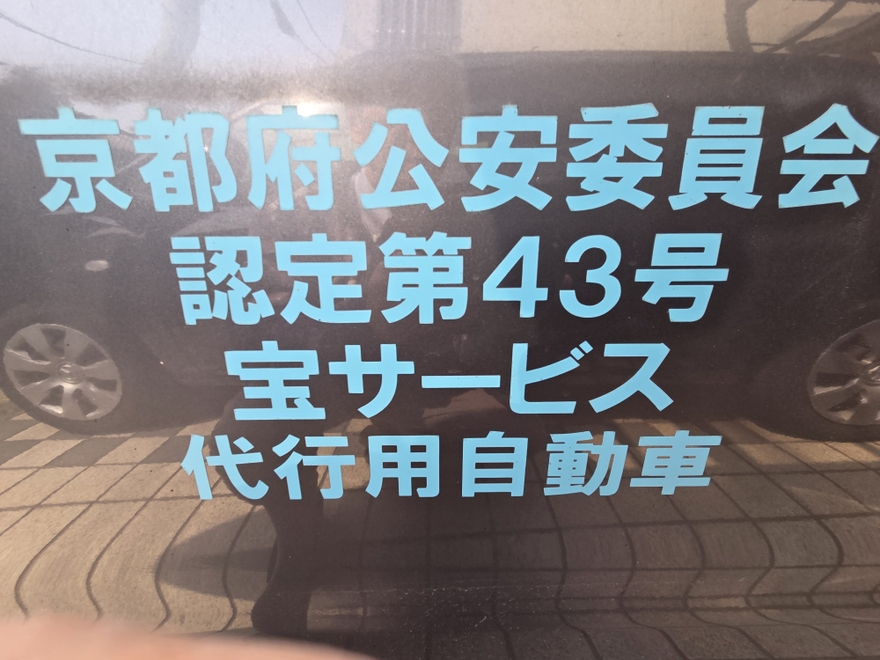 京都府公安委員会
認定第43号
宝サービス
代行用自動車